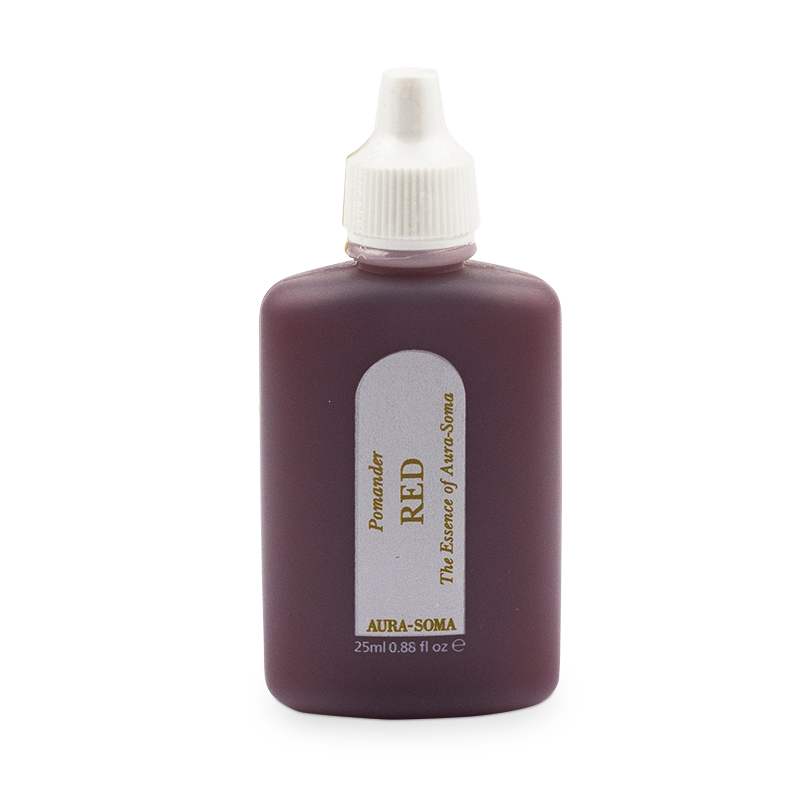 Pomander
RED
The Essence of Aura-Soma
AURA-SOMA
25ml 0.88 fl oz ℮